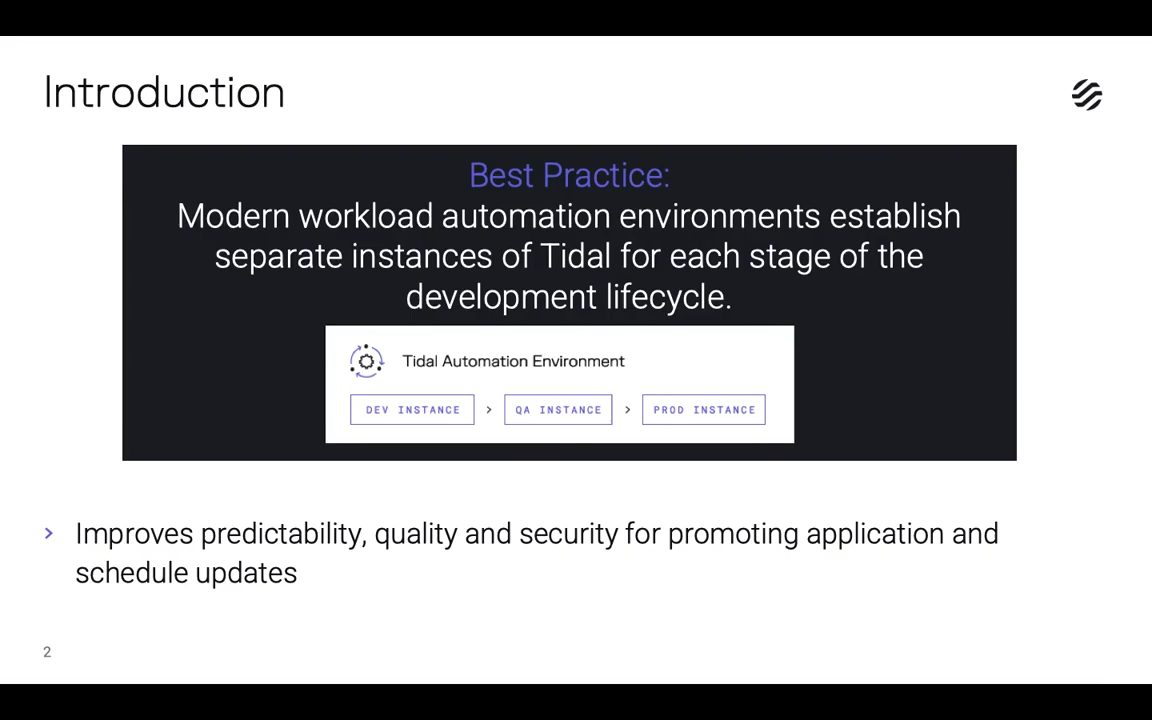 Introduction
Best Practice:
Modern workload automation environments establish
separate instances of Tidal for each stage of the
development lifecycle.
Tidal Automation Environment
DEV INSTANCE > QA INSTANCE > PROD INSTANCE
> Improves predictability, quality and security for promoting application and
schedule updates
2